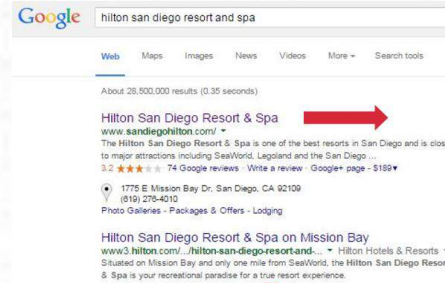 Google hilton san diego resort and spa
Web Maps Images News Videos More Search tools
About 28,500,000 results (0.35 seconds)
Hilton San Diego Resort & Spa
www.sandiegohilton.com/
The Hilton San Diego Resort & Spa is one of the best resorts in San Diego and is clos
to major attractions including SeaWorld, Legoland and the San Diego ...
3.2 74 Google reviews · Write a review · Google+ page - $189
1775 E Mission Bay Dr, San Diego, CA 92109
(619) 276-4010
Photo Galleries - Packages & Offers - Lodging
Hilton San Diego Resort & Spa on Mission Bay
www3.hilton.com/.../hilton-san-diego-resort-and-... Hilton Hotels & Resorts
Situated on Mission Bay and only one mile from SeaWorld, the Hilton San Diego Resor
& Spa is your recreational paradise for a true resort experience.